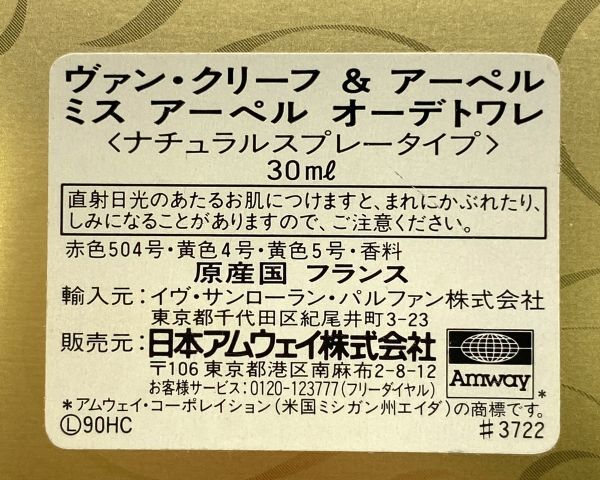 ヴァン・クリーフ & アーペル
ミス アーペル オーデトワレ
<ナチュラルスプレータイプ>
30mℓ
直射日光のあたるお肌につけますと、まれにかぶれたり、
しみになることがありますので、ご注意ください。
赤色504号・黄色4号・黄色5号・香料
原産国 フランス
輸入元:イヴ・サンローラン・パルファン株式会社
東京都千代田区紀尾井町3-23
販売元:日本アムウェイ株式会社
〒106 東京都港区南麻布2-8-12
お客様サービス:0120-123777(フリーダイヤル)
Amway*
*アムウェイ・コーポレイション(米国ミシガン州エイダ)の商標です。
Ⓛ90HC
#3722